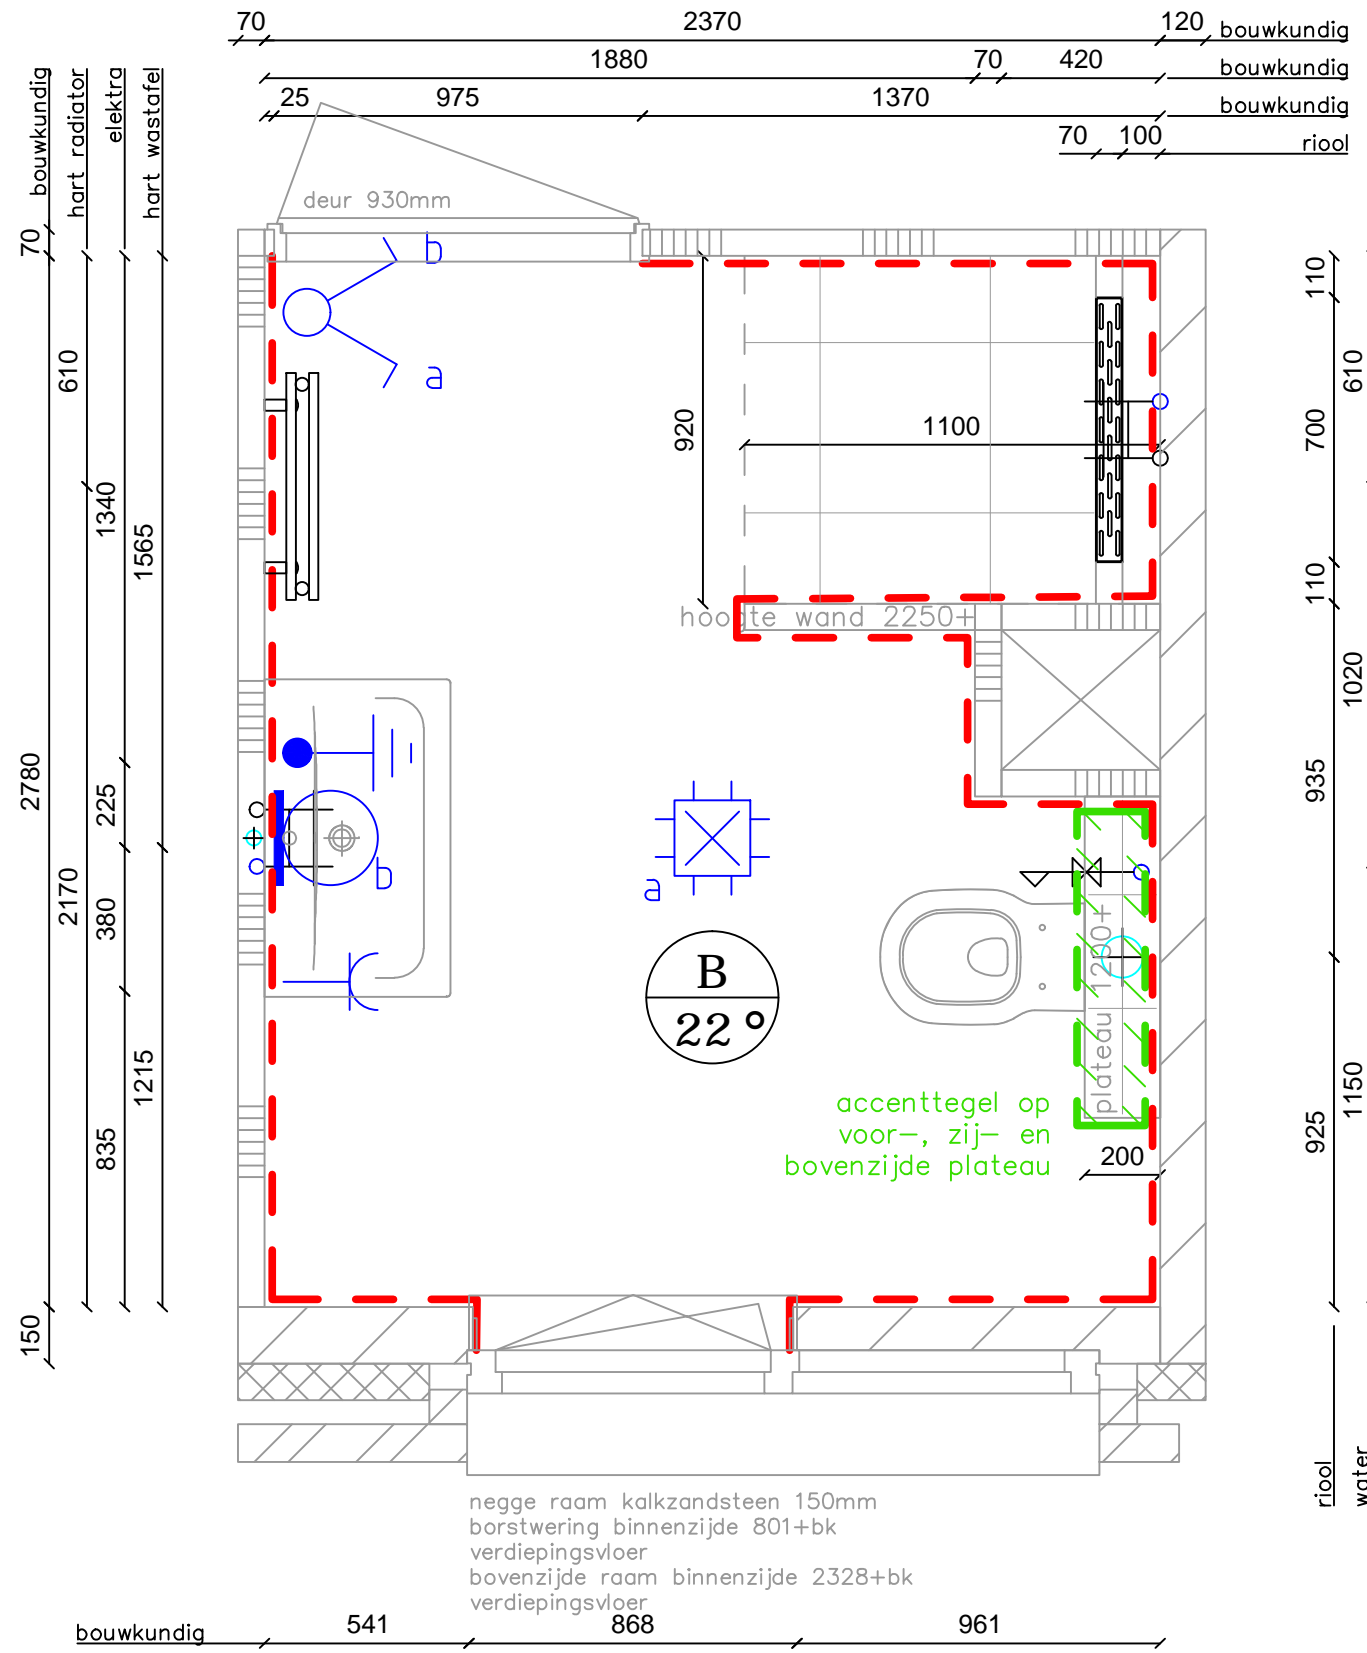 70 2370 120 bouwkundig
1880 70 420 bouwkundig
25 975 1370 bouwkundig
70 100 riool
bouwkundig
hart radiator
elektra
hart wastafel
deur 930mm
b
a
70
2780
150
610
2170
1340
225
380
835
1565
1215
920
1100
hoogte wand 2250+
110
700
110
935
925
610
1020
1150
b
a
B
22°
plateau 1200+
accenttegel op
voor-, zij- en
bovenzijde plateau
200
riool
water
negge raam kalkzandsteen 150mm
borstwering binnenzijde 801+bk
verdiepingsvloer
bovenzijde raam binnenzijde 2328+bk
verdiepingsvloer
bouwkundig 541 868 961